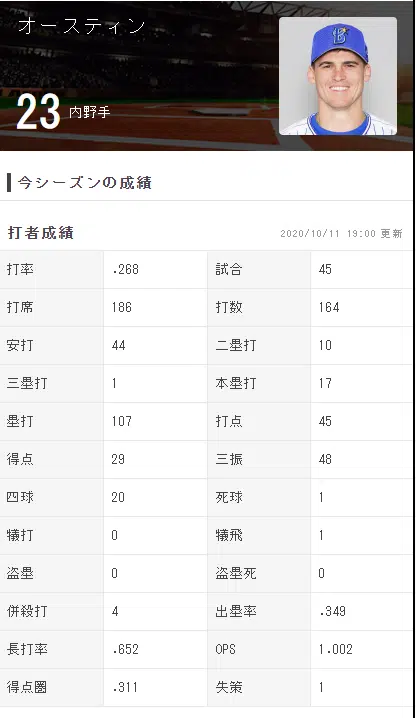 オースティン
23 内野手
今シーズンの成績
打者成績 2020/10/11 19:00 更新
打率 .268 試合 45
打席 186 打数 164
安打 44 二塁打 10
三塁打 1 本塁打 17
塁打 107 打点 45
得点 29 三振 48
四球 20 死球 1
犠打 0 犠飛 1
盗塁 0 盗塁死 0
併殺打 4 出塁率 .349
長打率 .652 OPS 1.002
得点圏 .311 失策 1